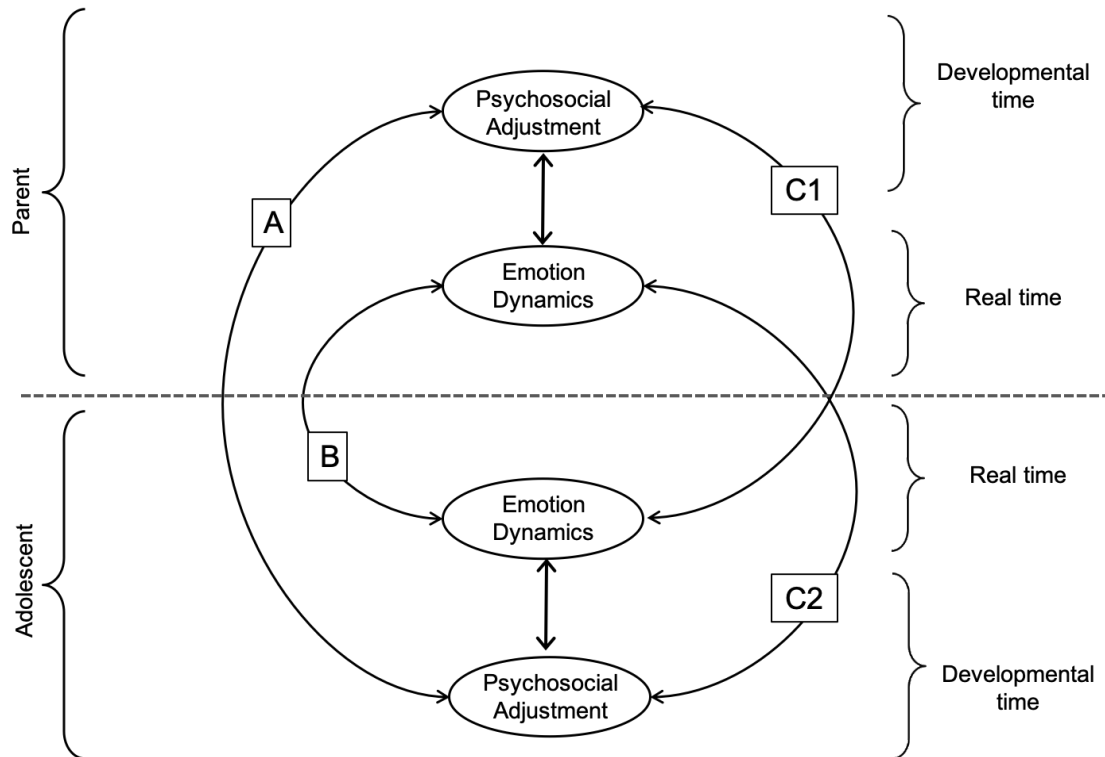 Psychosocial
Adjustment
Developmental
time
Parent
A
C1
Emotion
Dynamics
Real time
B
Emotion
Dynamics
Real time
Adolescent
C2
Psychosocial
Adjustment
Developmental
time